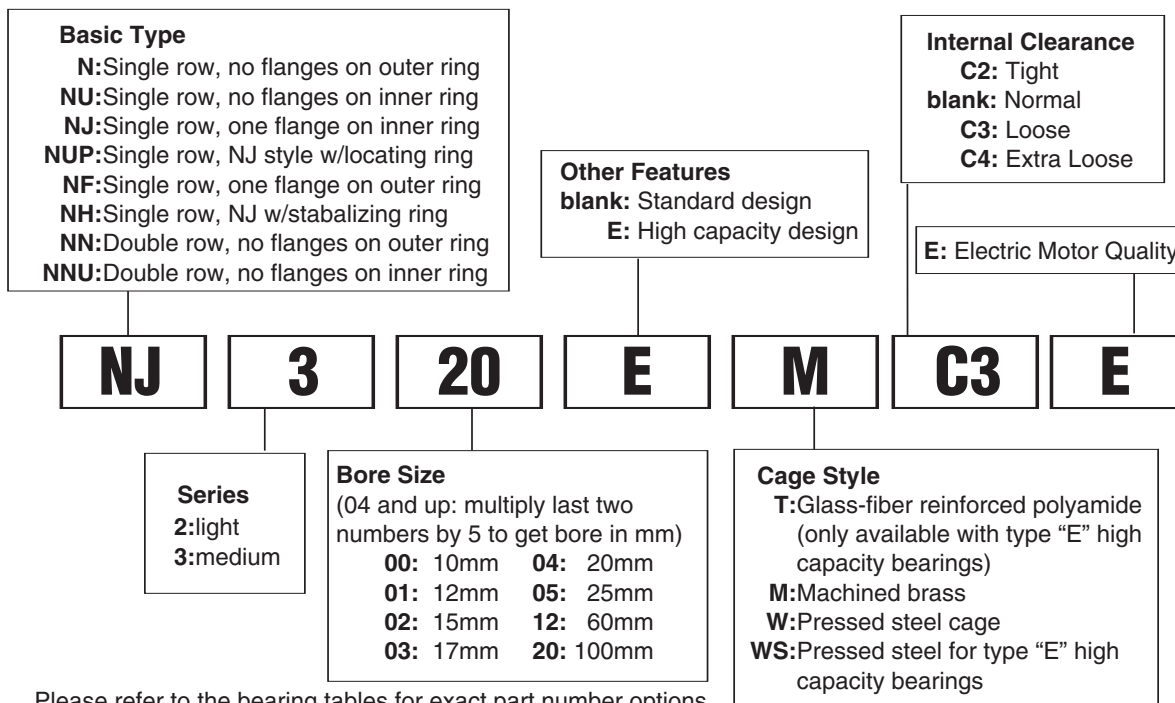 Basic Type
N:Single row, no flanges on outer ring
NU:Single row, no flanges on inner ring
NJ:Single row, one flange on inner ring
NUP:Single row, NJ style w/locating ring
NF:Single row, one flange on outer ring
NH:Single row, NJ w/stabalizing ring
NN:Double row, no flanges on outer ring
NNU:Double row, no flanges on inner ring
Other Features
blank: Standard design
E: High capacity design
Internal Clearance
C2: Tight
blank: Normal
C3: Loose
C4: Extra Loose
E: Electric Motor Quality
NJ 3 20 E M C3 E
Series
2:light
3:medium
Bore Size
(04 and up: multiply last two
numbers by 5 to get bore in mm)
00: 10mm 04: 20mm
01: 12mm 05: 25mm
02: 15mm 12: 60mm
03: 17mm 20: 100mm
Cage Style
T:Glass-fiber reinforced polyamide
(only available with type “E” high
capacity bearings)
M:Machined brass
W:Pressed steel cage
WS:Pressed steel for type “E” high
capacity bearings
Please refer to the bearing tables for exact part number options